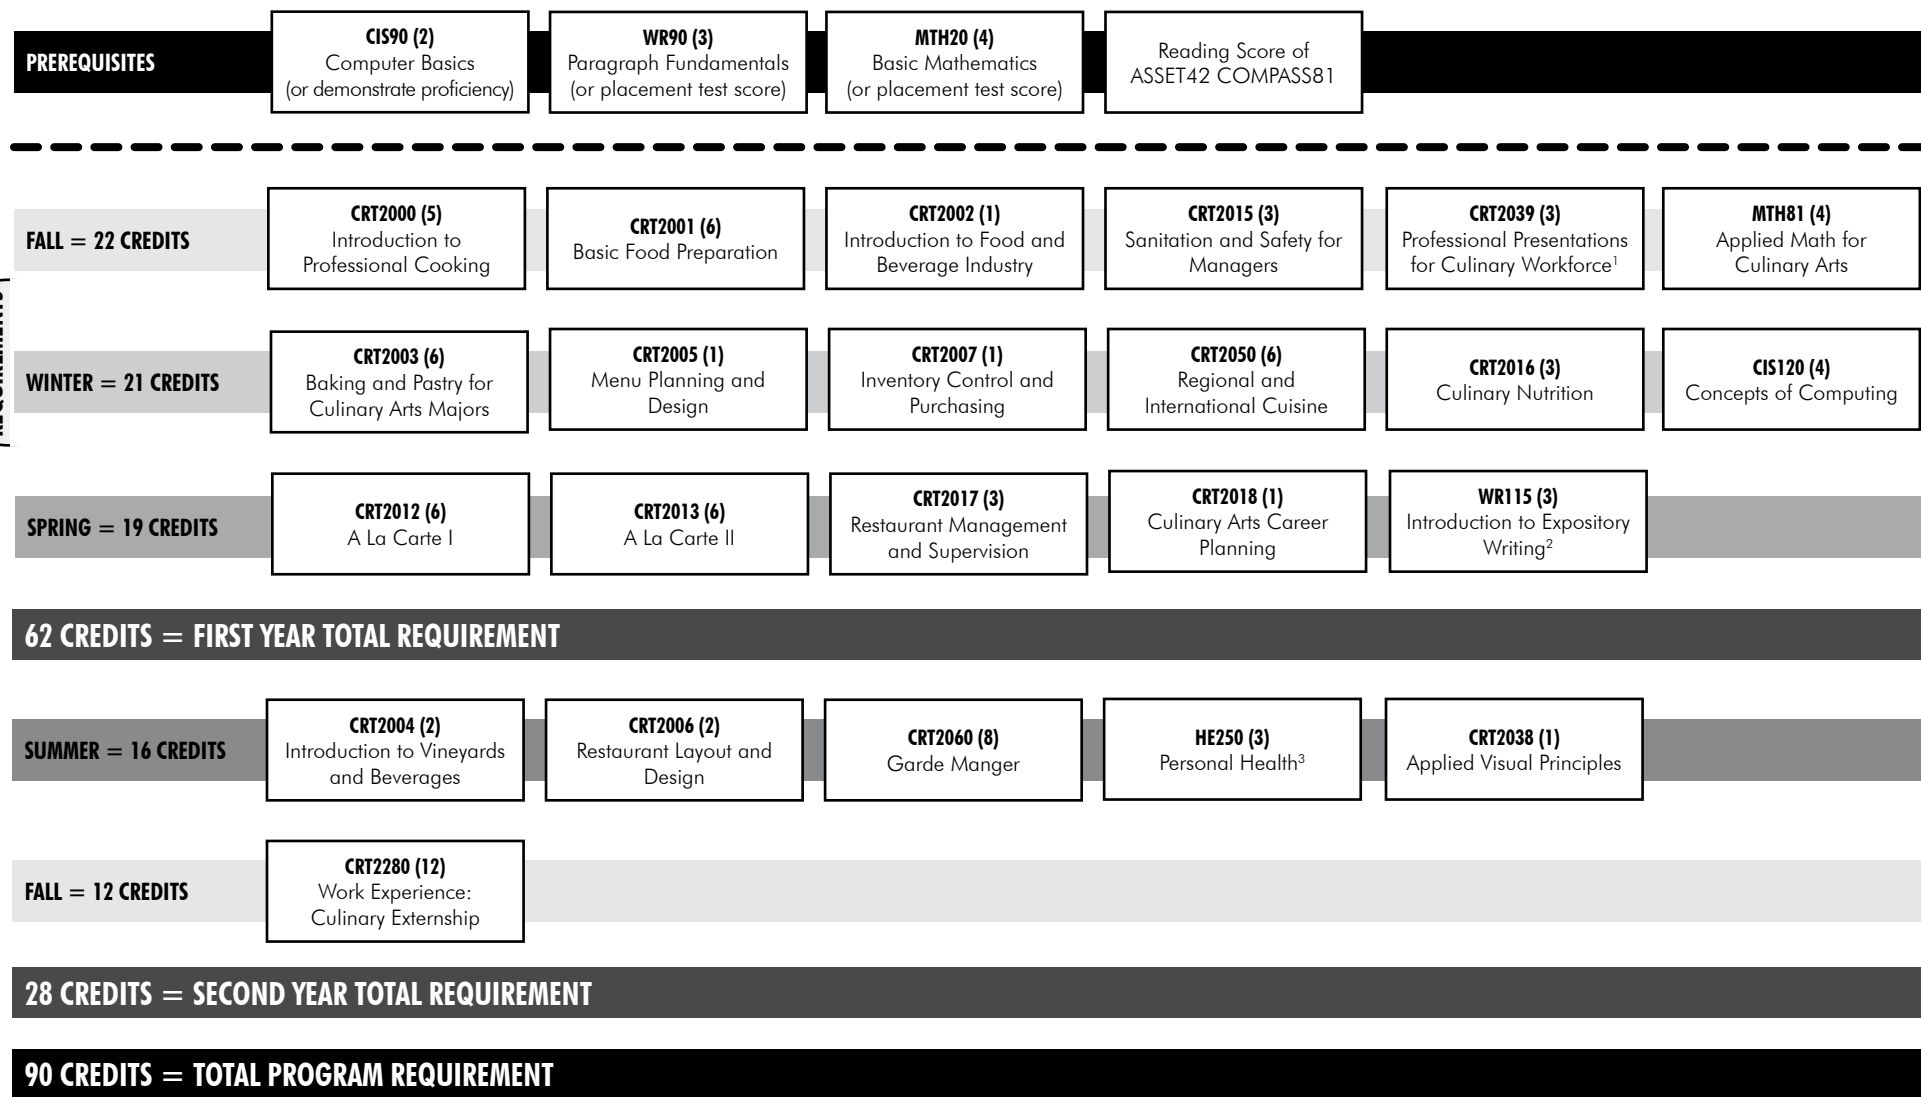 PREREQUISITES
CIS90 (2)
Computer Basics
(or demonstrate proficiency)
WR90 (3)
Paragraph Fundamentals
(or placement test score)
MTH20 (4)
Basic Mathematics
(or placement test score)
Reading Score of
ASSET42 COMPASS81
FALL = 22 CREDITS
CRT2000 (5)
Introduction to
Professional Cooking
CRT2001 (6)
Basic Food Preparation
CRT2002 (1)
Introduction to Food and
Beverage Industry
CRT2015 (3)
Sanitation and Safety for
Managers
CRT2039 (3)
Professional Presentations
for Culinary Workforce¹
MTH81 (4)
Applied Math for
Culinary Arts
WINTER = 21 CREDITS
CRT2003 (6)
Baking and Pastry for
Culinary Arts Majors
CRT2005 (1)
Menu Planning and
Design
CRT2007 (1)
Inventory Control and
Purchasing
CRT2050 (6)
Regional and
International Cuisine
CRT2016 (3)
Culinary Nutrition
CIS120 (4)
Concepts of Computing
SPRING = 19 CREDITS
CRT2012 (6)
A La Carte I
CRT2013 (6)
A La Carte II
CRT2017 (3)
Restaurant Management
and Supervision
CRT2018 (1)
Culinary Arts Career
Planning
WR115 (3)
Introduction to Expository
Writing²
62 CREDITS = FIRST YEAR TOTAL REQUIREMENT
SUMMER = 16 CREDITS
CRT2004 (2)
Introduction to Vineyards
and Beverages
CRT2006 (2)
Restaurant Layout and
Design
CRT2060 (8)
Garde Manger
HE250 (3)
Personal Health³
CRT2038 (1)
Applied Visual Principles
FALL = 12 CREDITS
CRT2280 (12)
Work Experience:
Culinary Externship
28 CREDITS = SECOND YEAR TOTAL REQUIREMENT
90 CREDITS = TOTAL PROGRAM REQUIREMENT